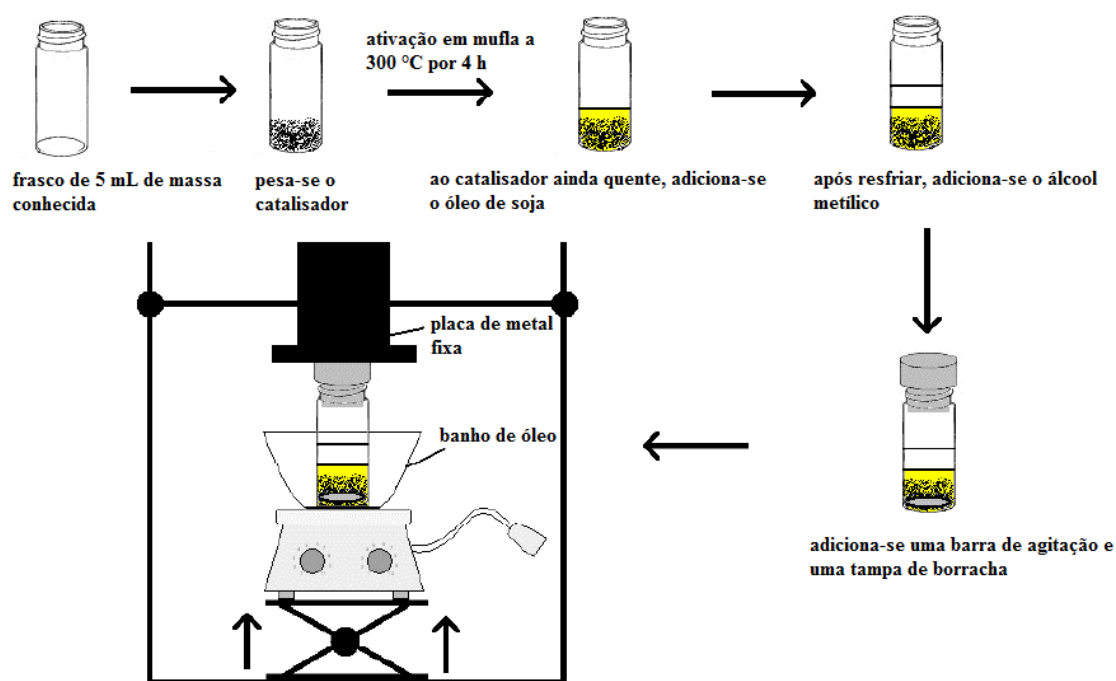 ativação em mufla a
300 °C por 4 h
frasco de 5 mL de massa
conhecida
pesa-se o
catalisador
ao catalisador ainda quente, adiciona-se
o óleo de soja
após resfriar, adiciona-se o álcool
metílico
placa de metal
fixa
banho de óleo
adiciona-se uma barra de agitação e
uma tampa de borracha